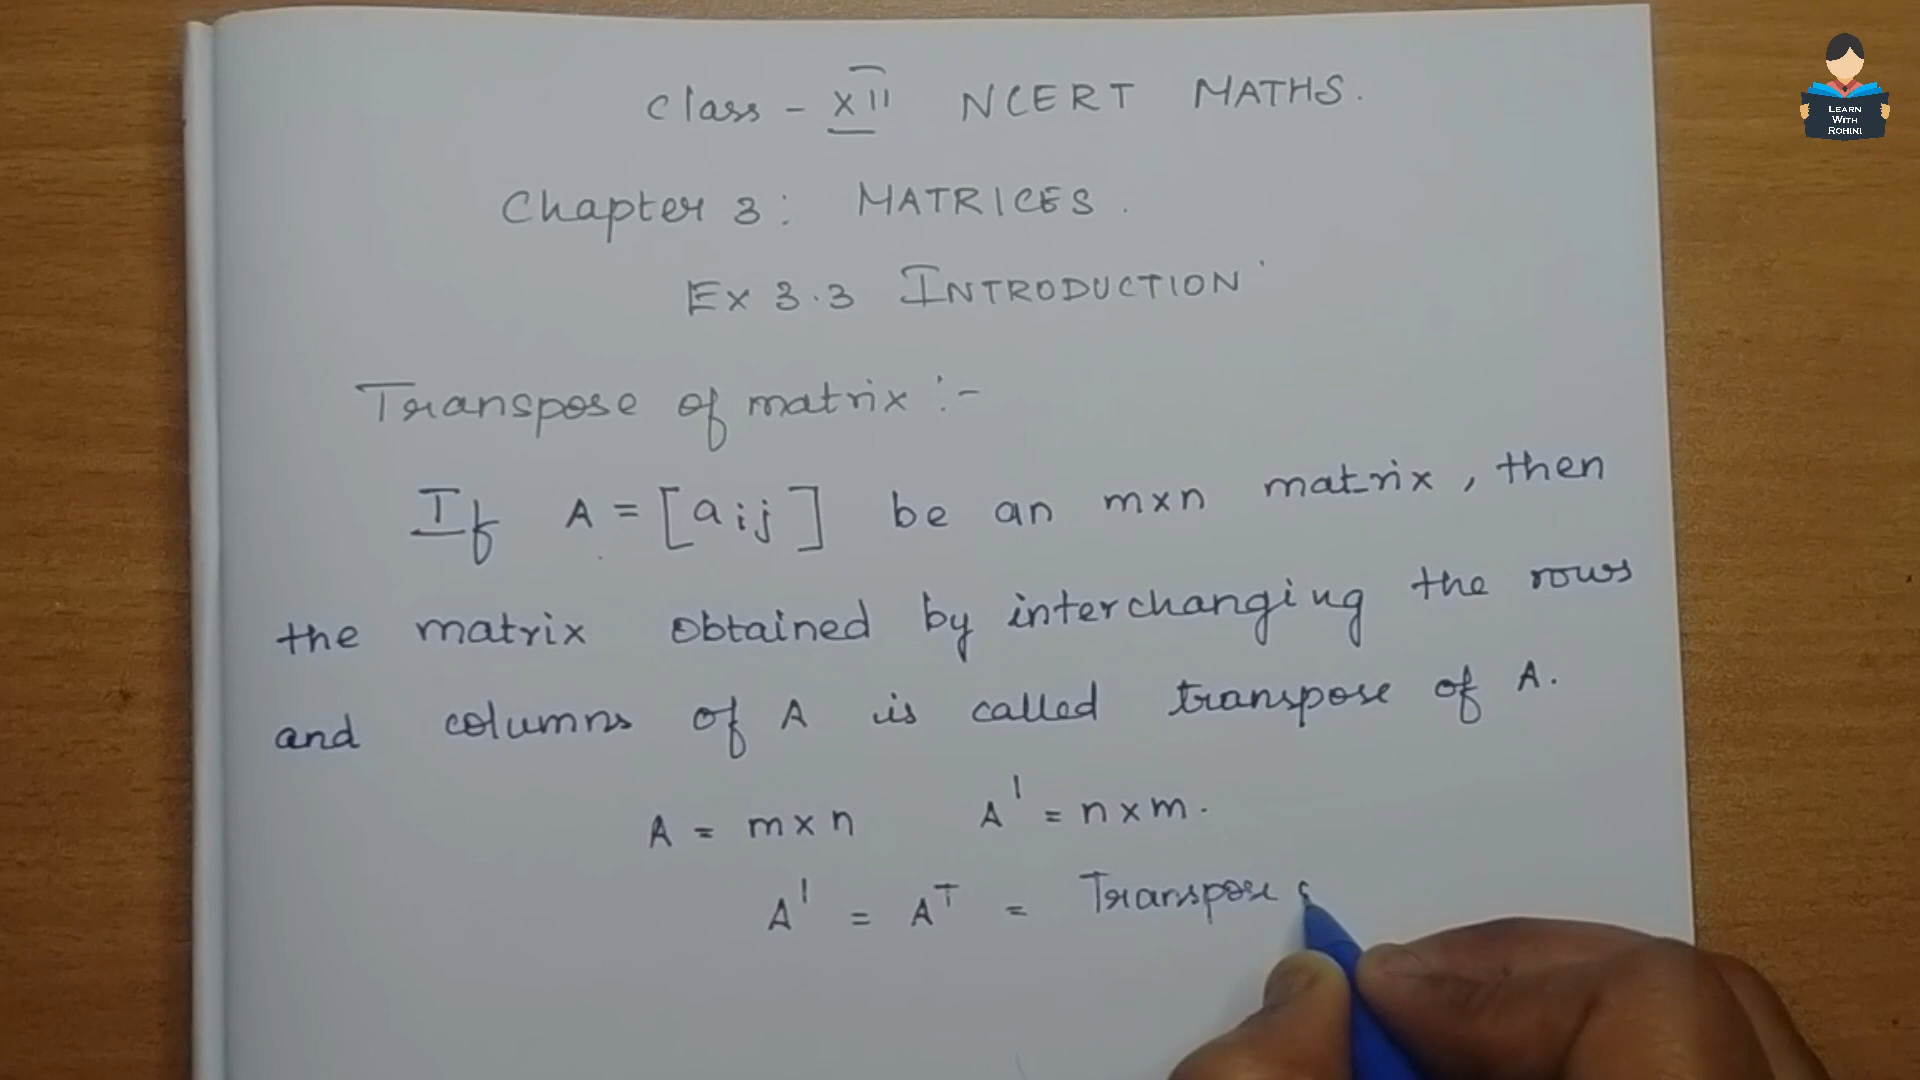 Class - XII NCERT MATHS.
Chapter 3: MATRICES.
Ex 3.3 INTRODUCTION
Transpose of matrix :-
If A = [aij] be an m×n matrix, then
the matrix obtained by interchanging the rows
and columns of A is called transpose of A.
A = m×n A' = n×m.
A' = A^T = Transpose
LEARN
WITH
ROHINI